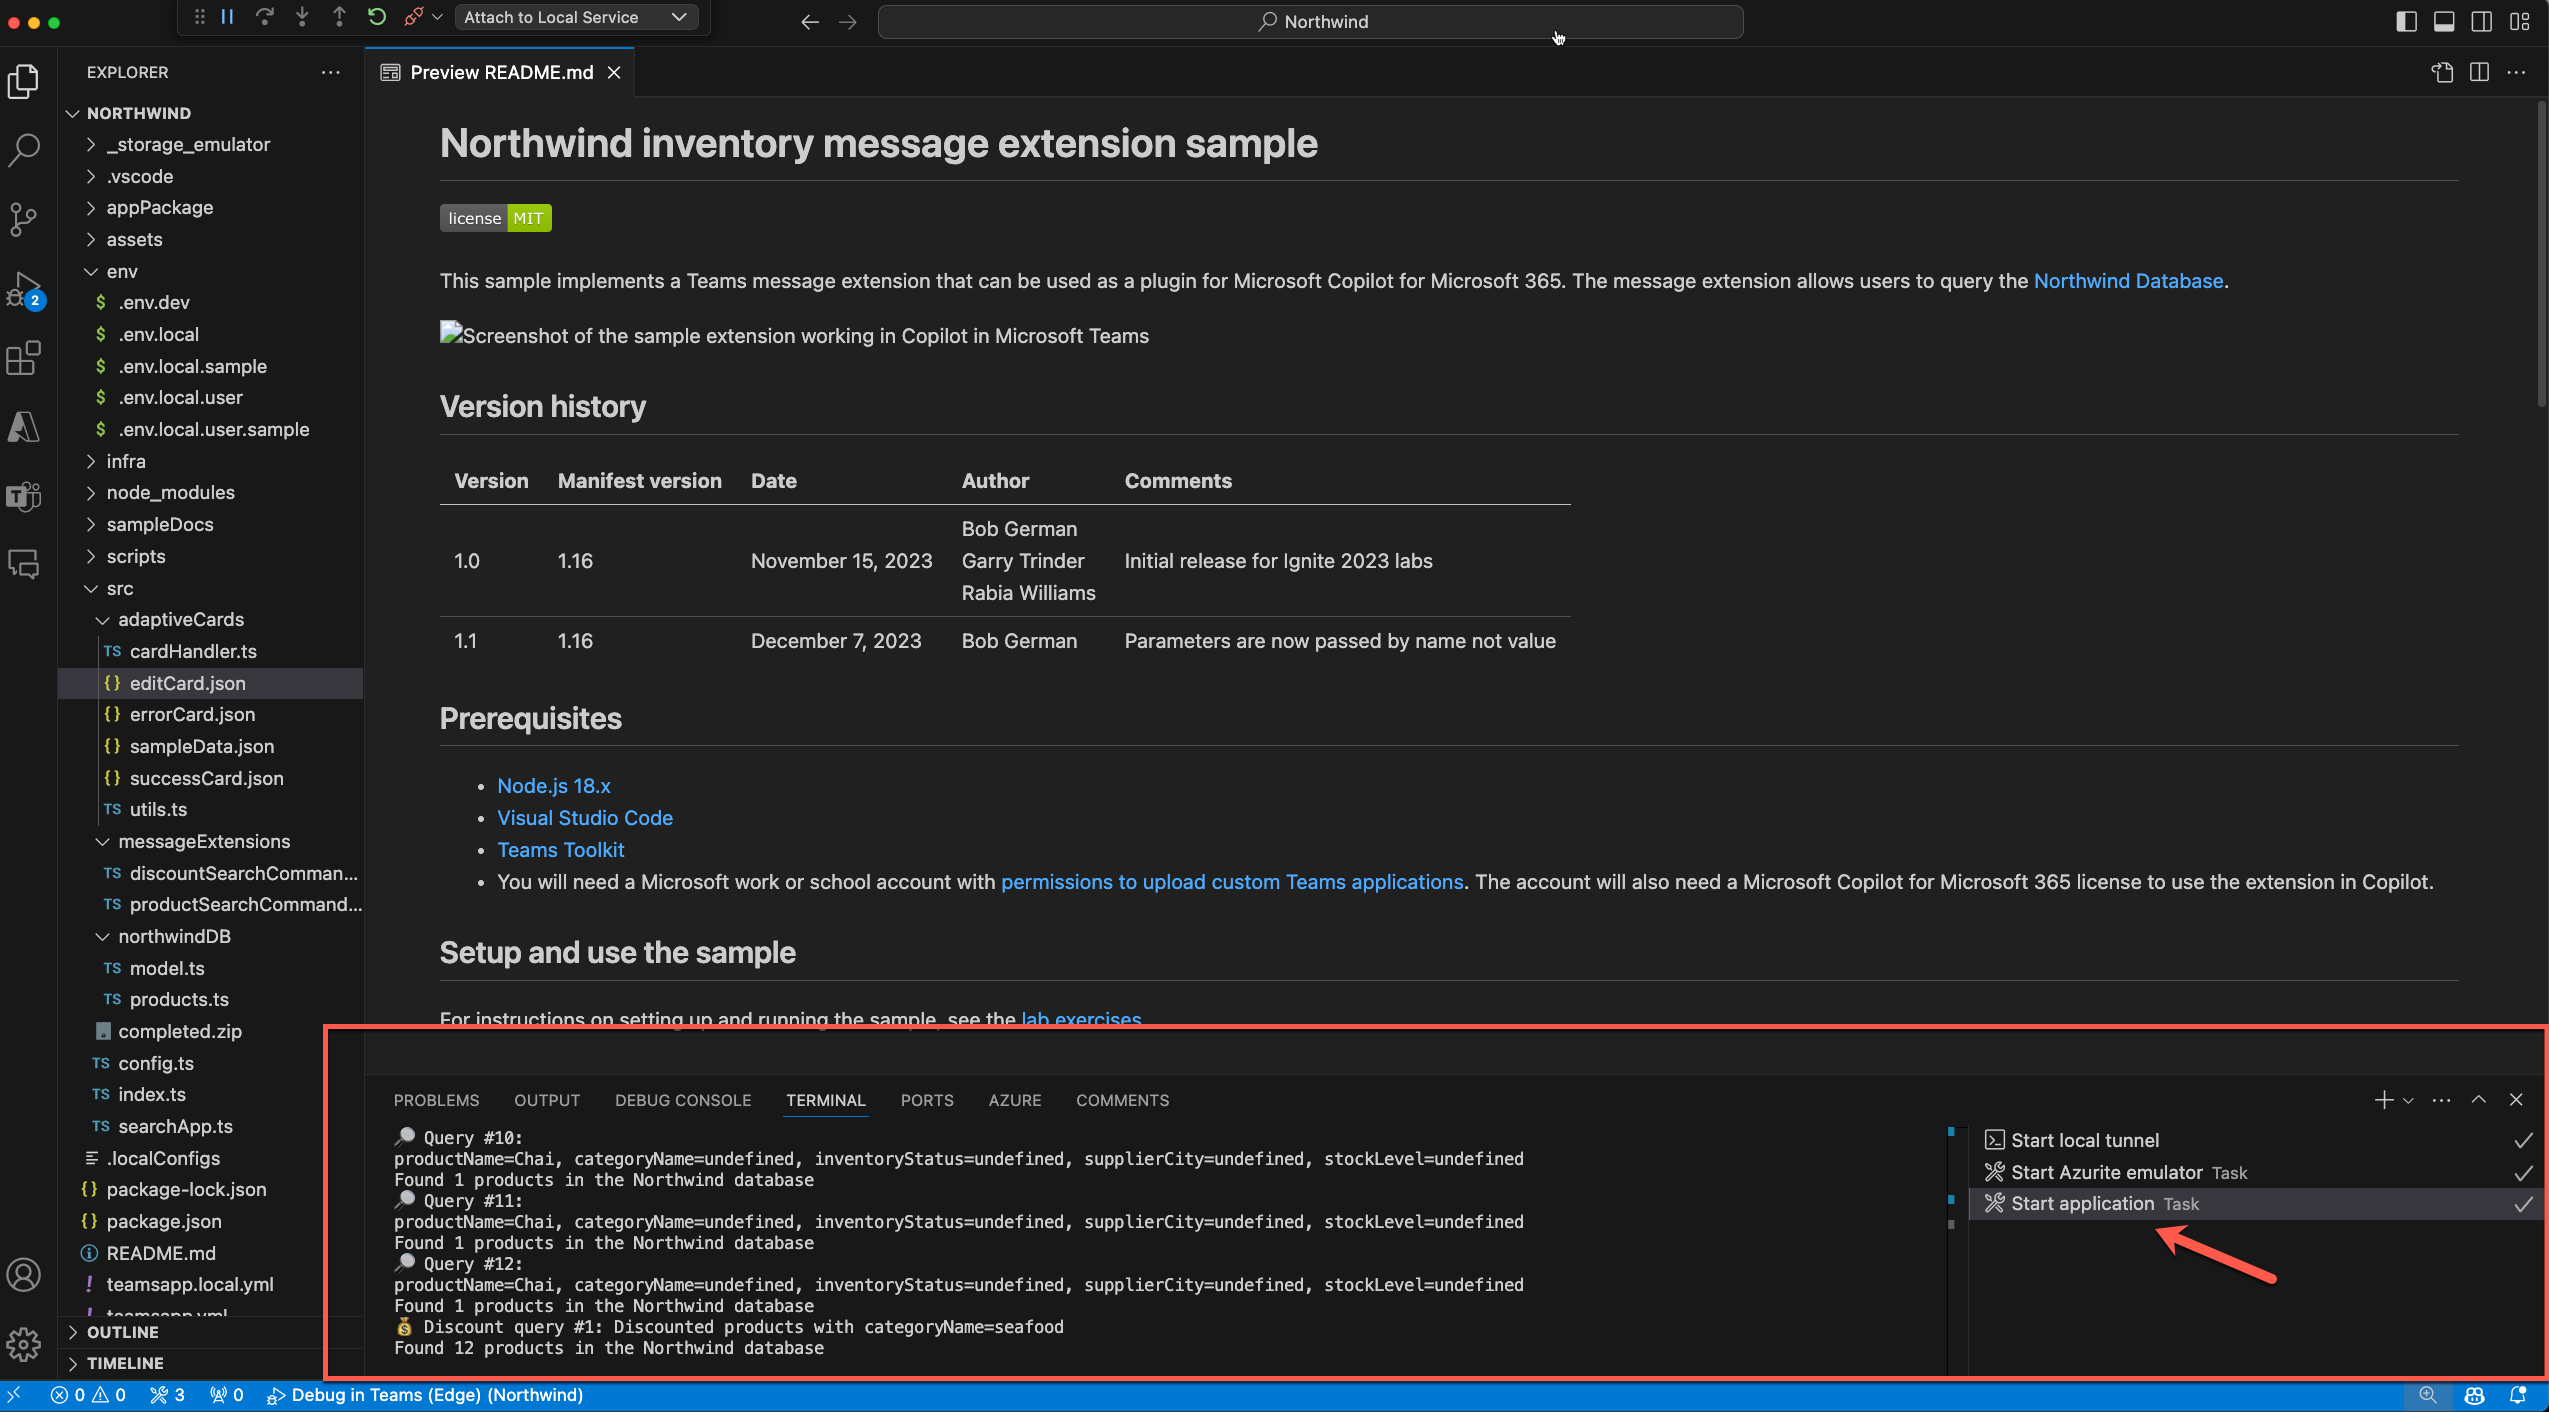 Attach to Local Service
Northwind
EXPLORER
NORTHWIND
_storage_emulator
.vscode
appPackage
assets
env
$ .env.dev
$ .env.local
$ .env.local.sample
$ .env.local.user
$ .env.local.user.sample
infra
node_modules
sampleDocs
scripts
src
adaptiveCards
TS cardHandler.ts
{} editCard.json
{} errorCard.json
{} sampleData.json
{} successCard.json
TS utils.ts
messageExtensions
TS discountSearchComman...
TS productSearchCommand...
northwindDB
TS model.ts
TS products.ts
completed.zip
TS config.ts
TS index.ts
TS searchApp.ts
.localConfigs
{} package-lock.json
{} package.json
README.md
! teamsapp.local.yml
! teamsapp.yml
OUTLINE
TIMELINE
2
Preview README.md
Northwind inventory message extension sample
license MIT
This sample implements a Teams message extension that can be used as a plugin for Microsoft Copilot for Microsoft 365. The message extension allows users to query the Northwind Database.
Screenshot of the sample extension working in Copilot in Microsoft Teams
Version history
Version Manifest version Date Author Comments
Bob German
1.0 1.16 November 15, 2023 Garry Trinder Initial release for Ignite 2023 labs
Rabia Williams
1.1 1.16 December 7, 2023 Bob German Parameters are now passed by name not value
Prerequisites
• Node.js 18.x
• Visual Studio Code
• Teams Toolkit
• You will need a Microsoft work or school account with permissions to upload custom Teams applications. The account will also need a Microsoft Copilot for Microsoft 365 license to use the extension in Copilot.
Setup and use the sample
For instructions on setting up and running the sample, see the lab exercises
PROBLEMS OUTPUT DEBUG CONSOLE TERMINAL PORTS AZURE COMMENTS
🔎 Query #10:
productName=Chai, categoryName=undefined, inventoryStatus=undefined, supplierCity=undefined, stockLevel=undefined
Found 1 products in the Northwind database
🔎 Query #11:
productName=Chai, categoryName=undefined, inventoryStatus=undefined, supplierCity=undefined, stockLevel=undefined
Found 1 products in the Northwind database
🔎 Query #12:
productName=Chai, categoryName=undefined, inventoryStatus=undefined, supplierCity=undefined, stockLevel=undefined
Found 1 products in the Northwind database
💰 Discount query #1: Discounted products with categoryName=seafood
Found 12 products in the Northwind database
Start local tunnel
Start Azurite emulator Task
Start application Task
0 0 3 0 Debug in Teams (Edge) (Northwind)